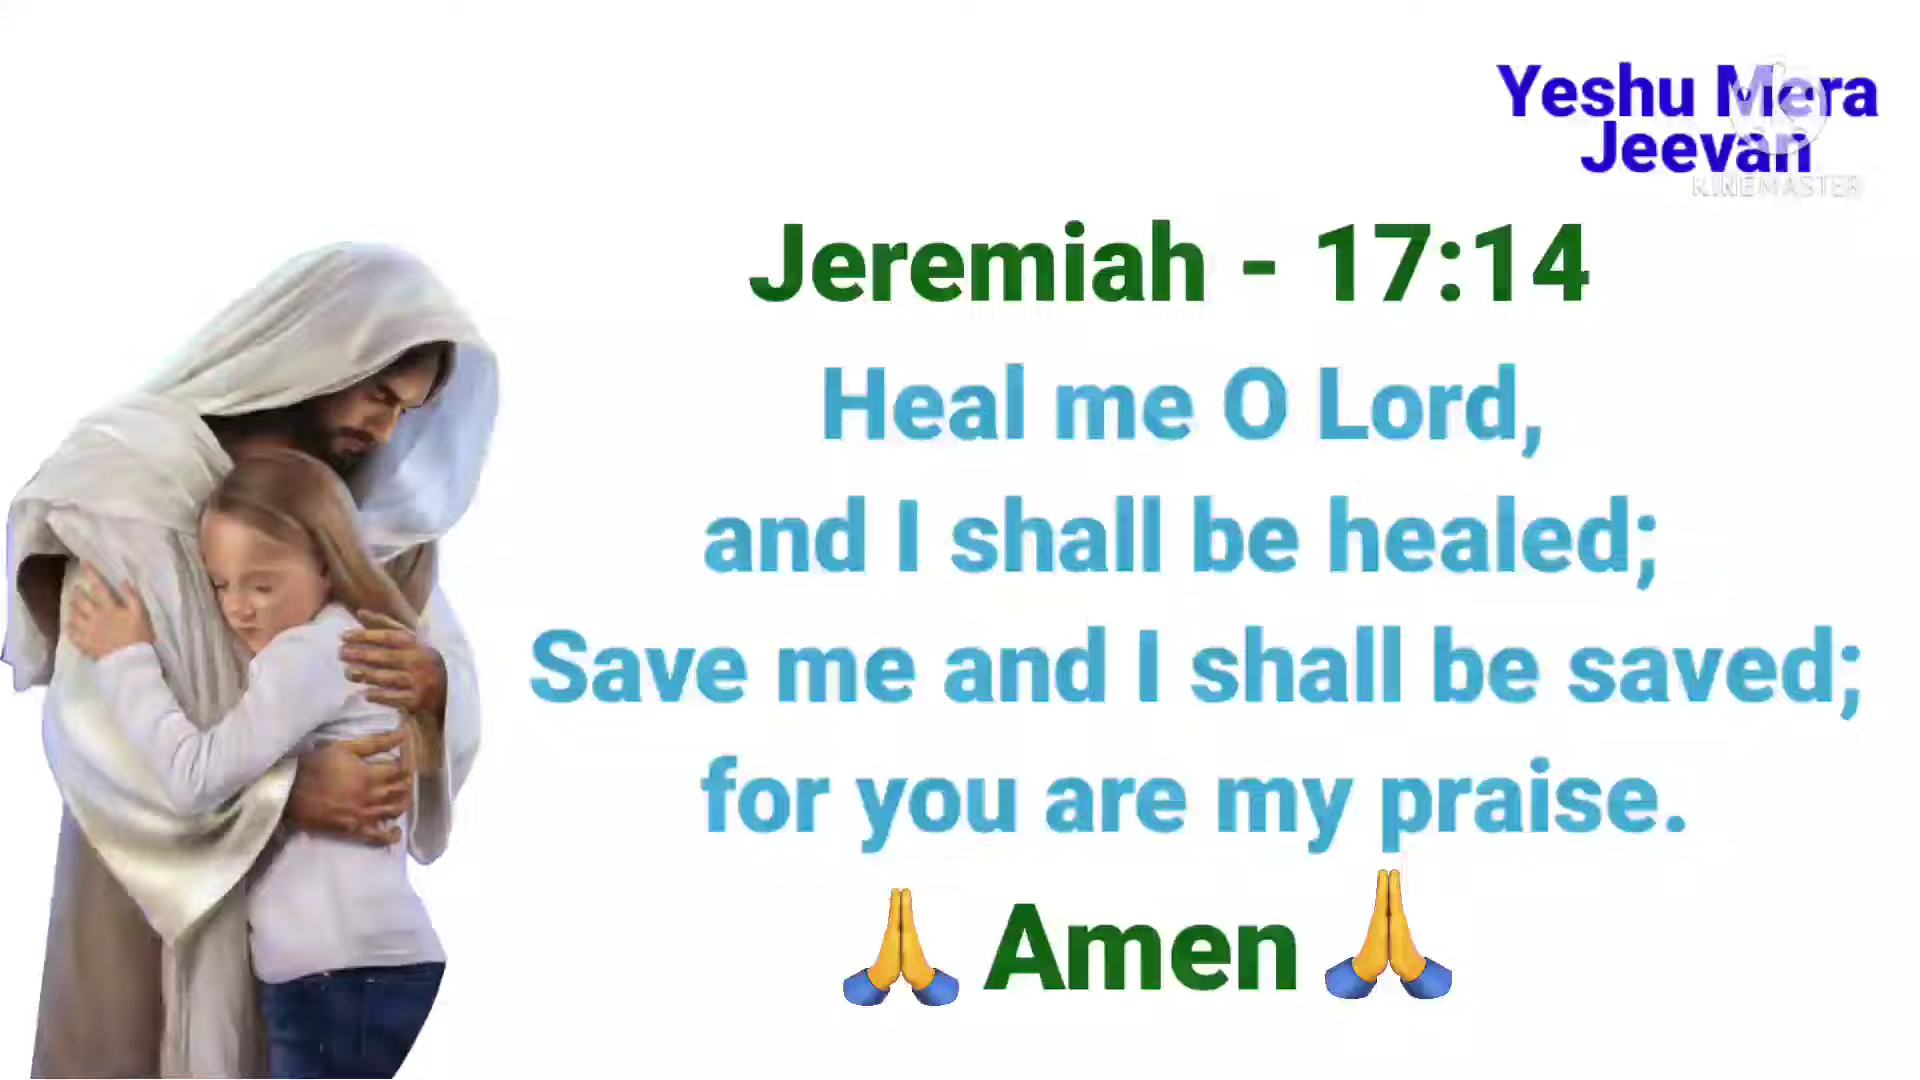 Yeshu Mera
Jeevan
KINEMASTER
Jeremiah - 17:14
Heal me O Lord,
and I shall be healed;
Save me and I shall be saved;
for you are my praise.
🙏 Amen 🙏